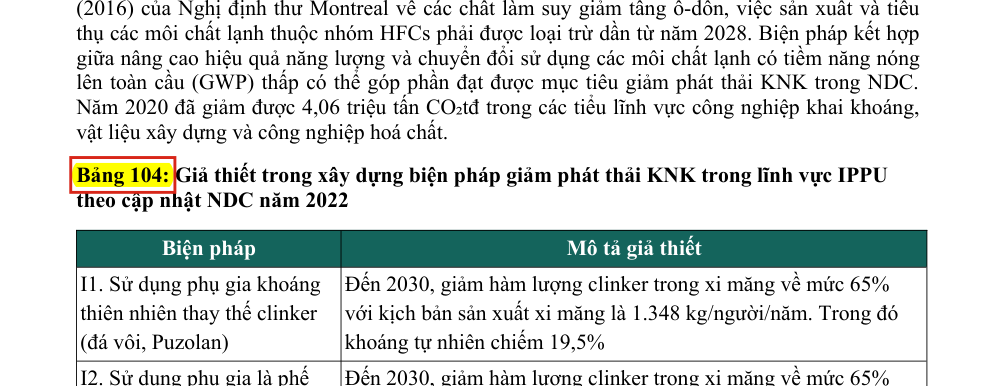 (2016) của Nghị định thư Montreal về các chất làm suy giảm tầng ô-dôn, việc sản xuất và tiêu
thụ các môi chất lạnh thuộc nhóm HFCs phải được loại trừ dần từ năm 2028. Biện pháp kết hợp
giữa nâng cao hiệu quả năng lượng và chuyển đổi sử dụng các môi chất lạnh có tiềm năng nóng
lên toàn cầu (GWP) thấp có thể góp phần đạt được mục tiêu giảm phát thải KNK trong NDC.
Năm 2020 đã giảm được 4,06 triệu tấn CO₂tđ trong các tiểu lĩnh vực công nghiệp khai khoáng,
vật liệu xây dựng và công nghiệp hoá chất.
Bảng 104: Giả thiết trong xây dựng biện pháp giảm phát thải KNK trong lĩnh vực IPPU
theo cập nhật NDC năm 2022
Biện pháp
Mô tả giả thiết
I1. Sử dụng phụ gia khoáng
thiên nhiên thay thế clinker
(đá vôi, Puzolan)
Đến 2030, giảm hàm lượng clinker trong xi măng về mức 65%
với kịch bản sản xuất xi măng là 1.348 kg/người/năm. Trong đó
khoáng tự nhiên chiếm 19,5%
I2. Sử dụng phụ gia là phế
Đến 2030, giảm hàm lượng clinker trong xi măng về mức 65%